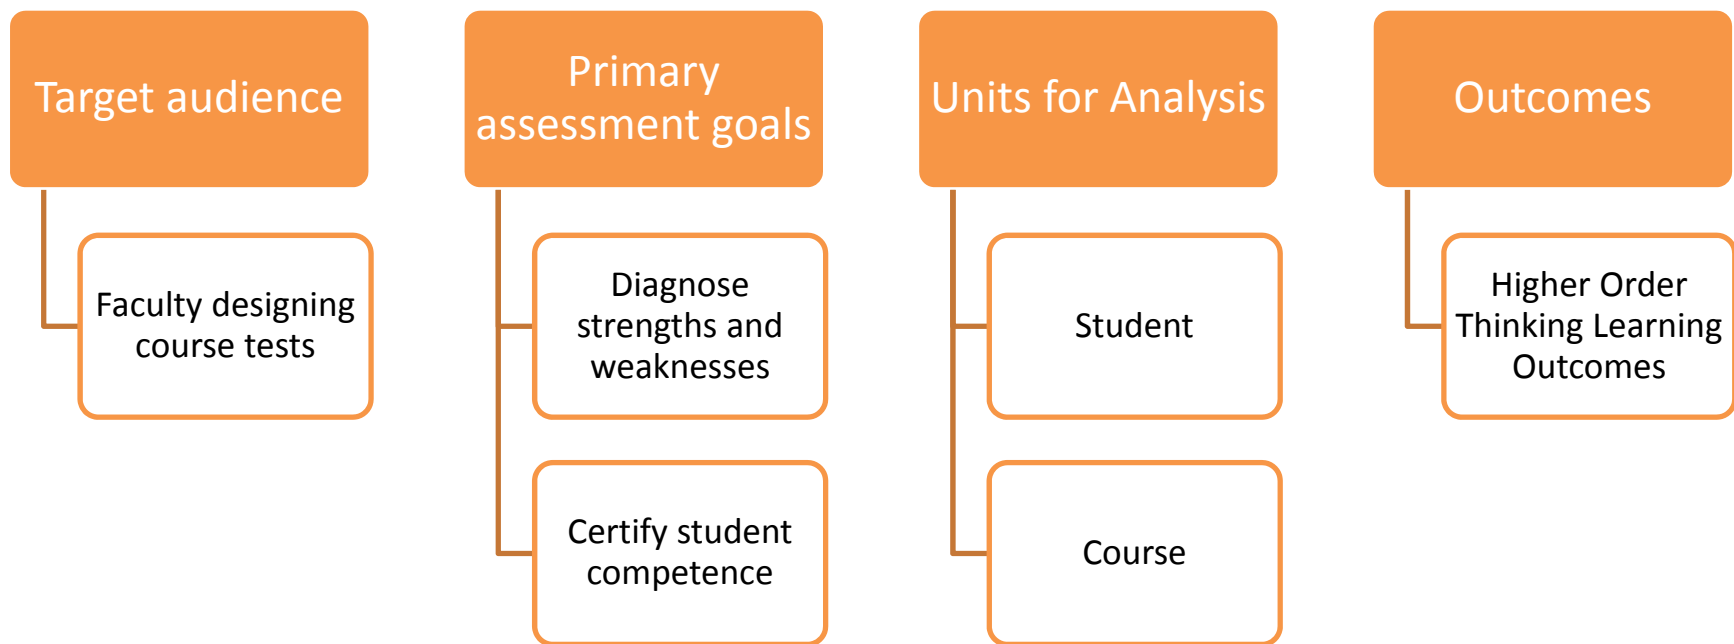 Target audience
Faculty designing
course tests
Primary
assessment goals
Diagnose
strengths and
weaknesses
Certify student
competence
Units for Analysis
Student
Course
Outcomes
Higher Order
Thinking Learning
Outcomes